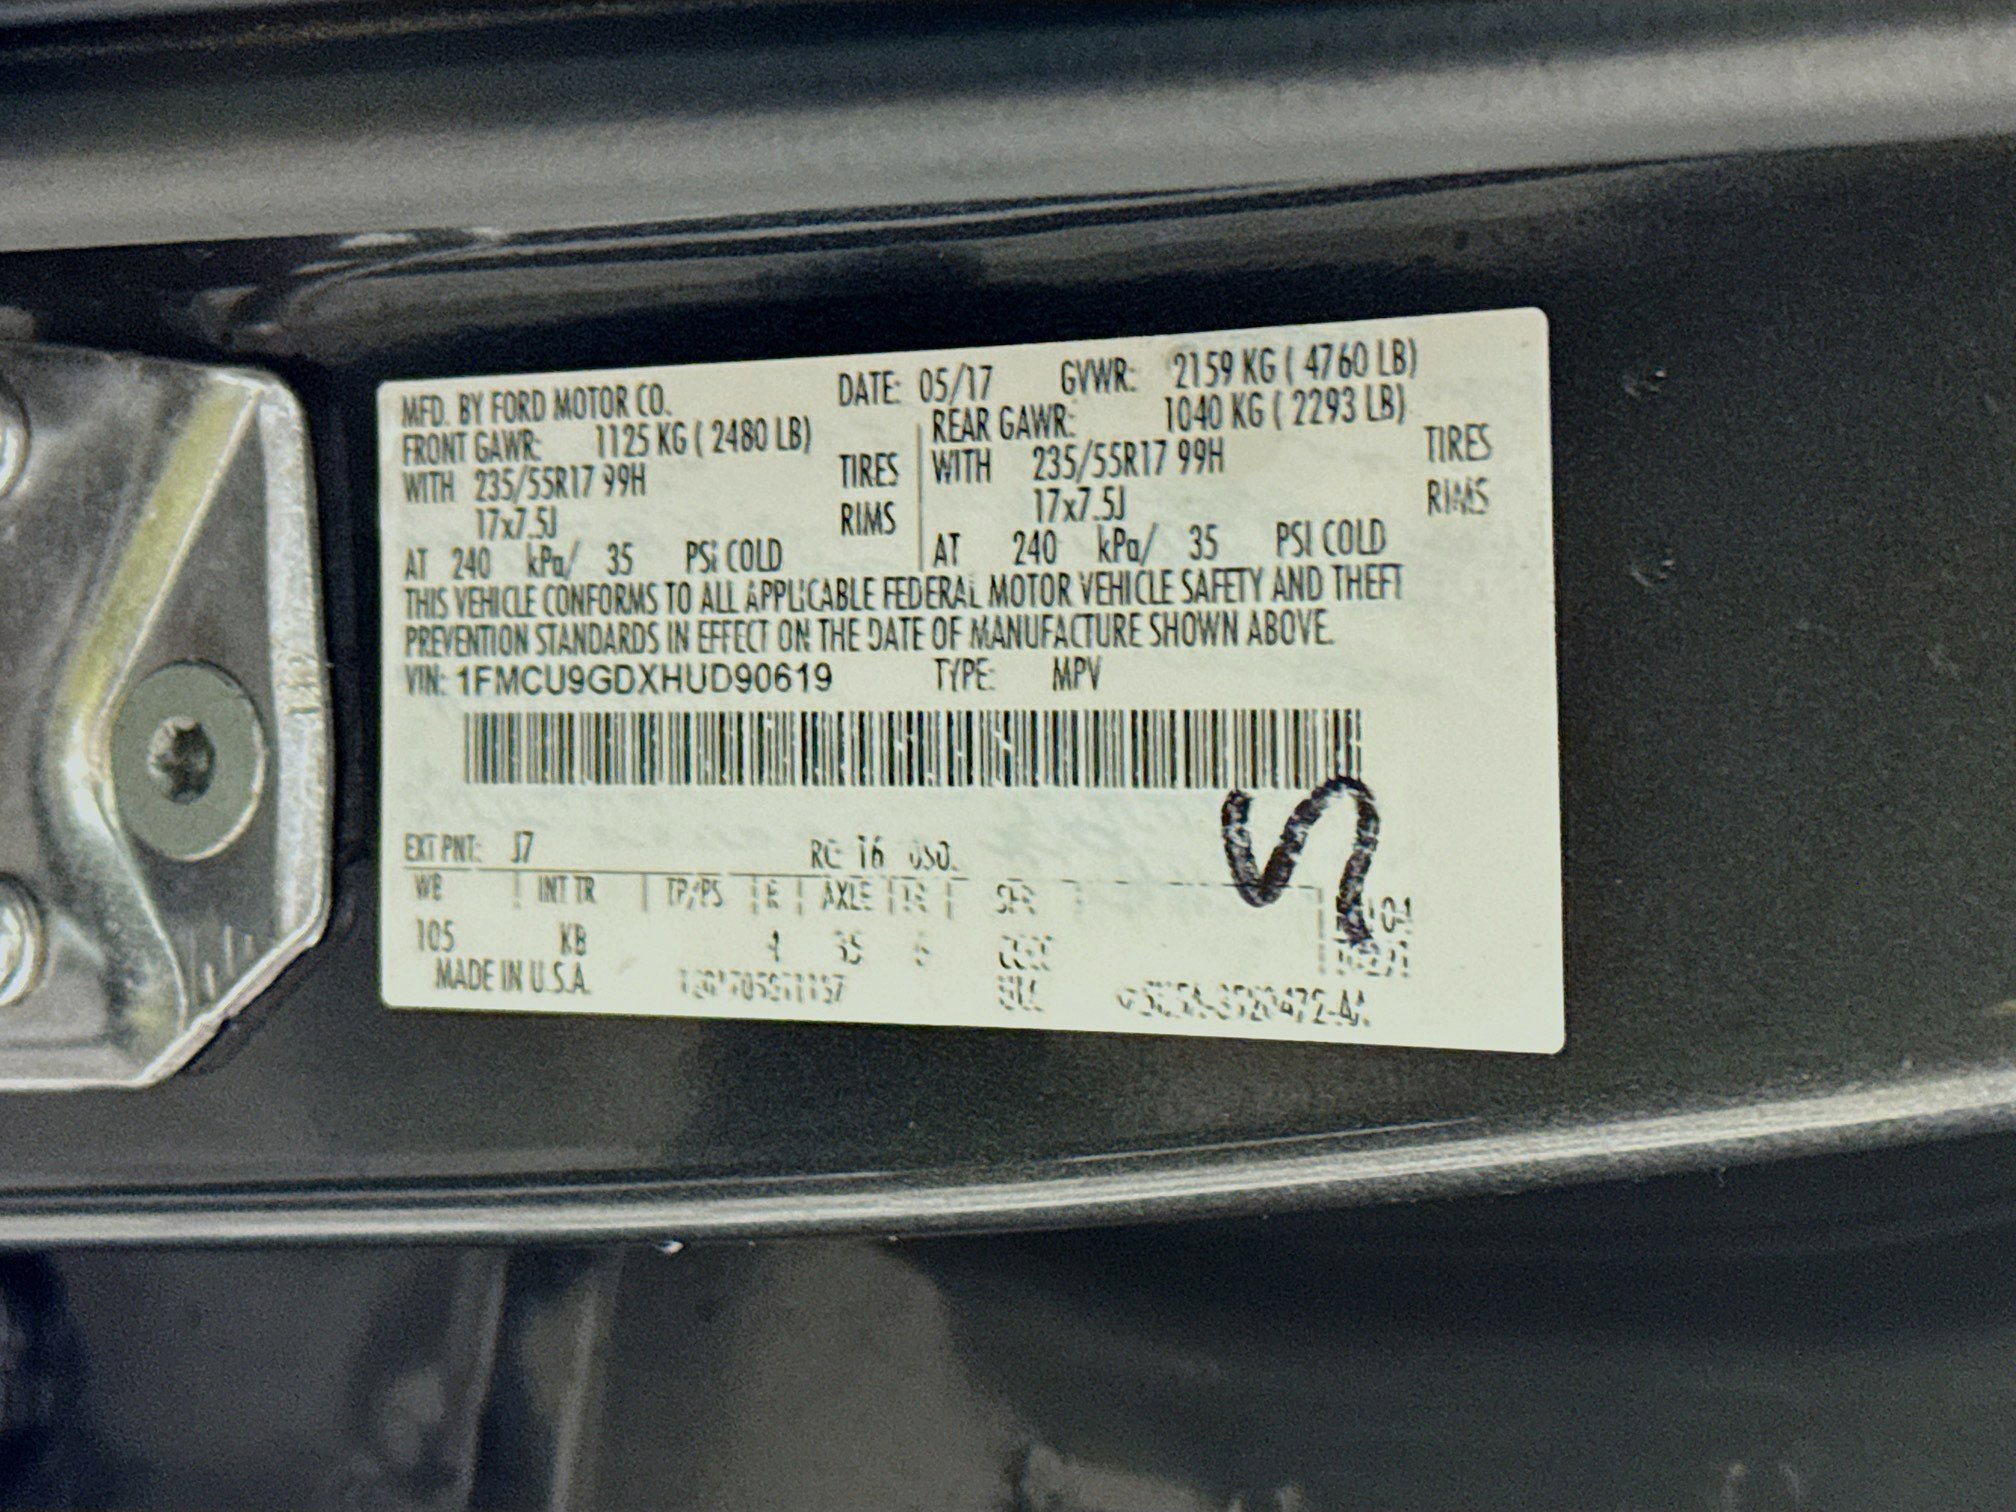 MFD. BY FORD MOTOR CO. DATE: 05/17 GVWR: 2159 KG ( 4760 LB)
FRONT GAWR: 1125 KG ( 2480 LB) REAR GAWR: 1040 KG ( 2293 LB)
WITH 235/55R17 99H TIRES WITH 235/55R17 99H TIRES
17x7.5J RIMS 17x7.5J RIMS
AT 240 kPa/ 35 PSI COLD AT 240 kPa/ 35 PSI COLD
THIS VEHICLE CONFORMS TO ALL APPLICABLE FEDERAL MOTOR VEHICLE SAFETY AND THEFT
PREVENTION STANDARDS IN EFFECT ON THE DATE OF MANUFACTURE SHOWN ABOVE.
VIN: 1FMCU9GDXHUD90619 TYPE: MPV
EXT PNT: J7 RC: 16
WB INT TR TP/PS R AXLE TR SPR
105 KB
MADE IN U.S.A.